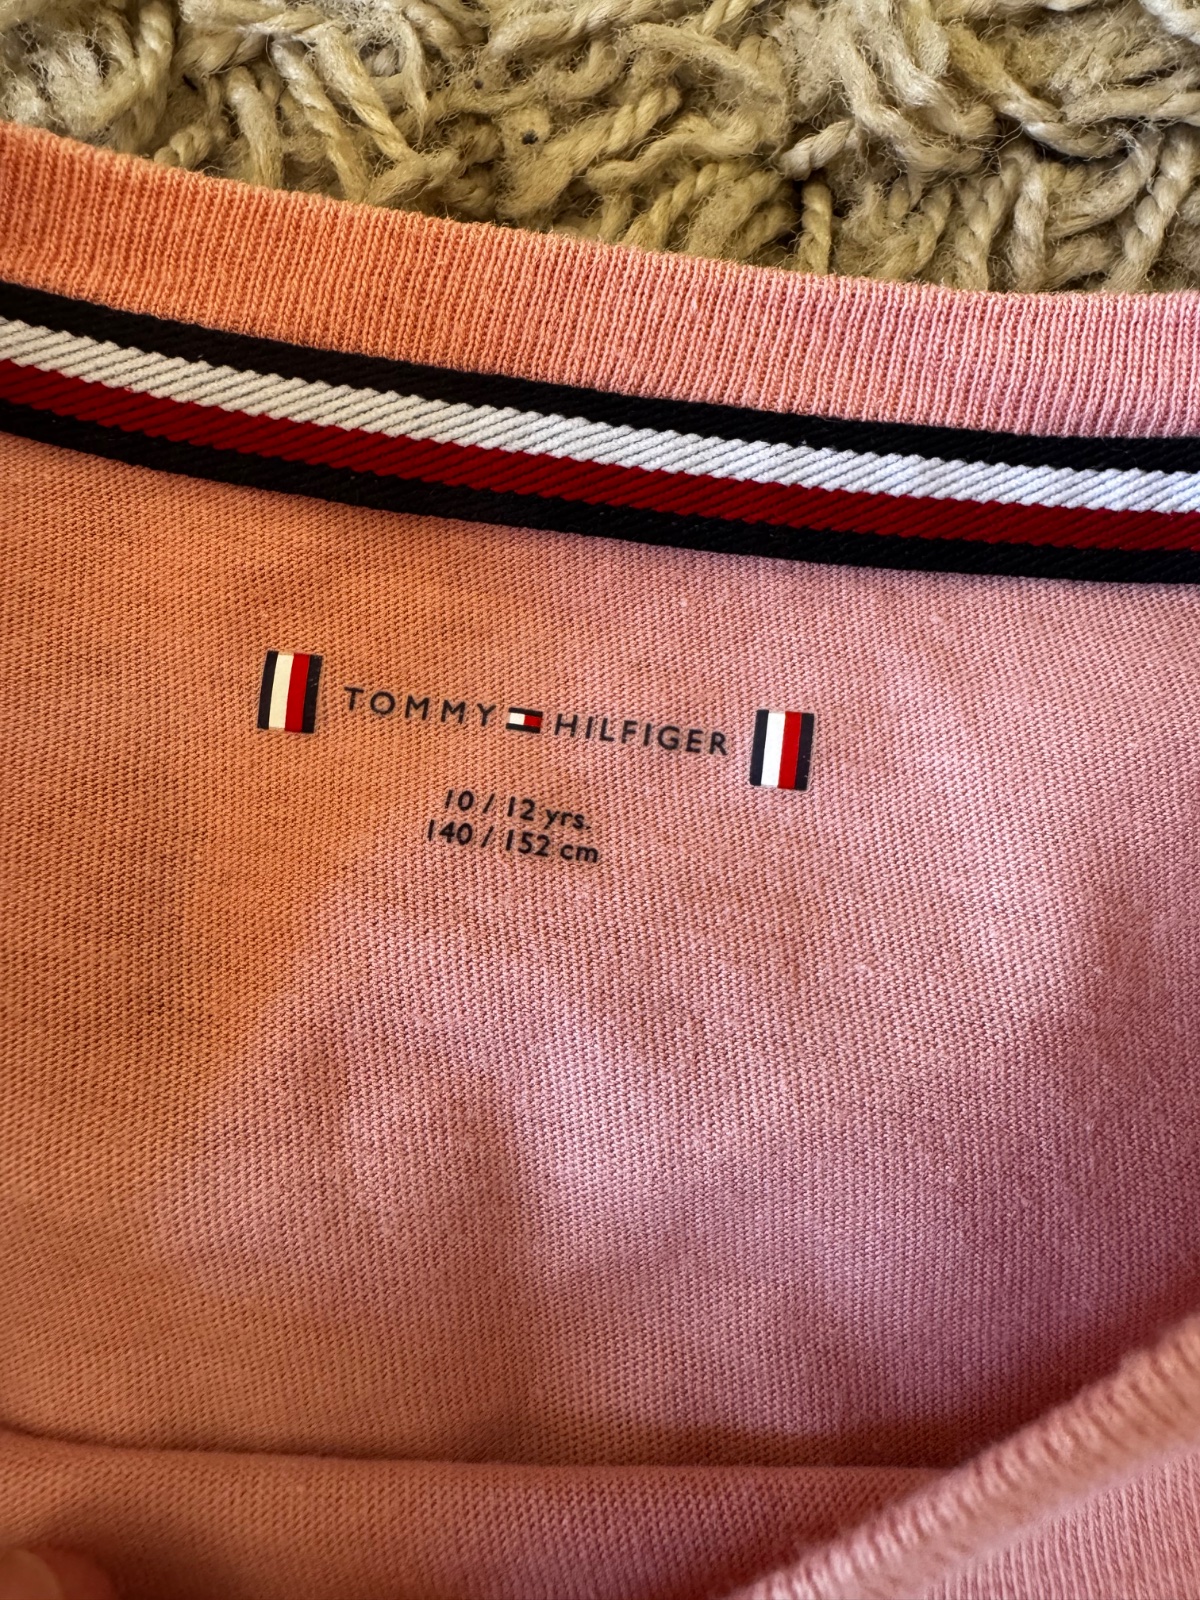 TOMMY HILFIGER
10 / 12 yrs.
140 / 152 cm